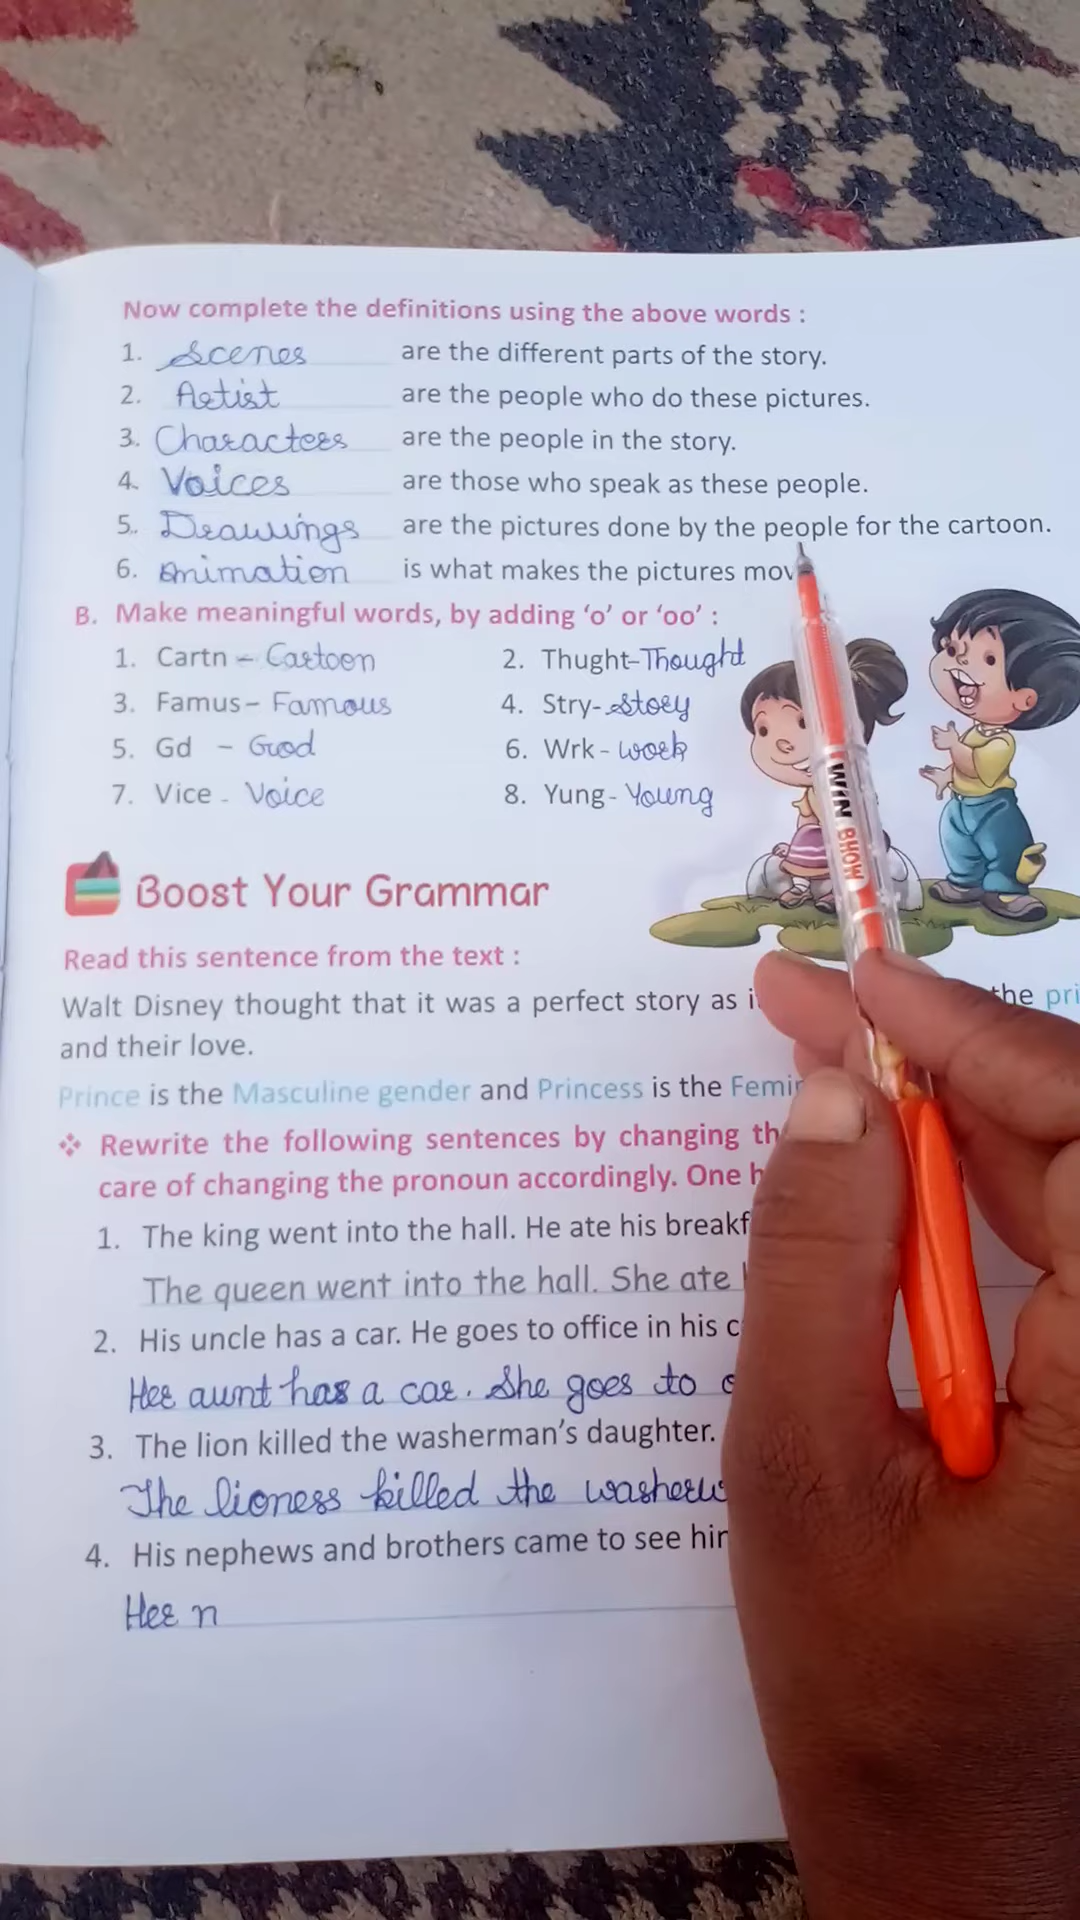 Now complete the definitions using the above words :
1. Scenes are the different parts of the story.
2. Artist are the people who do these pictures.
3. Characters are the people in the story.
4. Voices are those who speak as these people.
5. Drawings are the pictures done by the people for the cartoon.
6. Animation is what makes the pictures mov
B. Make meaningful words, by adding ‘o’ or ‘oo’ :
1. Cartn – Cartoon 2. Thught- Thought
3. Famus – Famous 4. Stry- Story
5. Gd – Good 6. Wrk - work
7. Vice - Voice 8. Yung - Young
WIN BHOW
Boost Your Grammar
Read this sentence from the text :
Walt Disney thought that it was a perfect story as i the pri
and their love.
Prince is the Masculine gender and Princess is the Femin
❖ Rewrite the following sentences by changing th
care of changing the pronoun accordingly. One h
1. The king went into the hall. He ate his breakf
The queen went into the hall. She ate
2. His uncle has a car. He goes to office in his c
Her aunt has a car. She goes to o
3. The lion killed the washerman’s daughter.
The lioness killed the washerw
4. His nephews and brothers came to see him
Her n